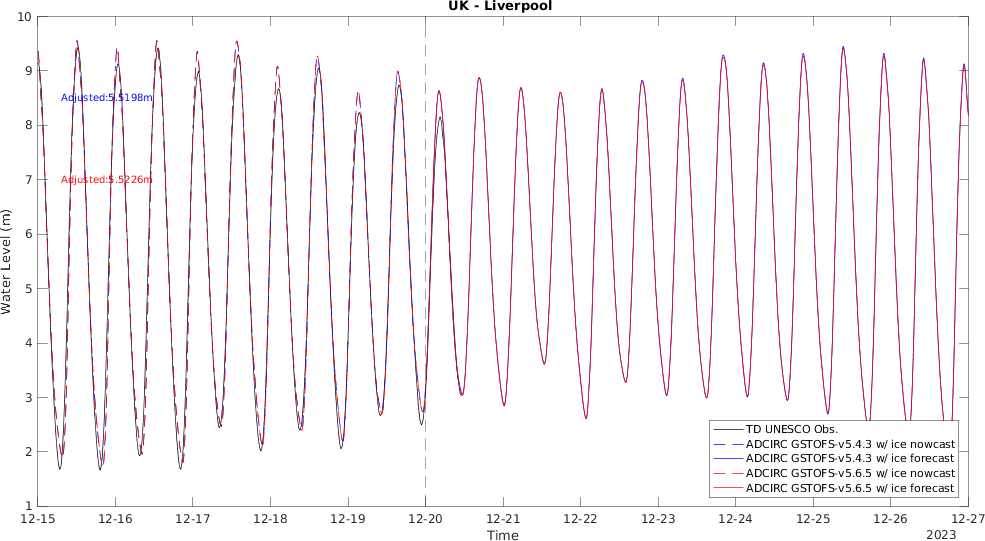 UK - Liverpool
10
9
8
7
6
5
4
3
2
1
Water Level (m)
Adjusted:5.5198m
Adjusted:5.5226m
TD UNESCO Obs.
ADCIRC GSTOFS-v5.4.3 w/ ice nowcast
ADCIRC GSTOFS-v5.4.3 w/ ice forecast
ADCIRC GSTOFS-v5.6.5 w/ ice nowcast
ADCIRC GSTOFS-v5.6.5 w/ ice forecast
12-15 12-16 12-17 12-18 12-19 12-20 12-21 12-22 12-23 12-24 12-25 12-26 12-27
Time
2023